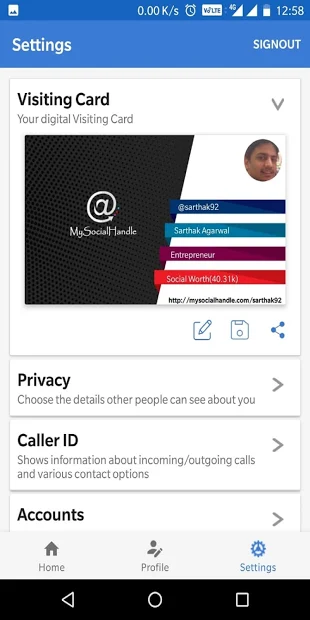 0.00 K/s VoLTE 4G 12:58
Settings SIGNOUT
Visiting Card
Your digital Visiting Card
@
MySocialHandle
@sarthak92
Sarthak Agarwal
Entrepreneur
Social Worth(40.31k)
http://mysocialhandle.com/sarthak92
Privacy
Choose the details other people can see about you
Caller ID
Shows information about incoming/outgoing calls
and various contact options
Accounts
Home Profile Settings